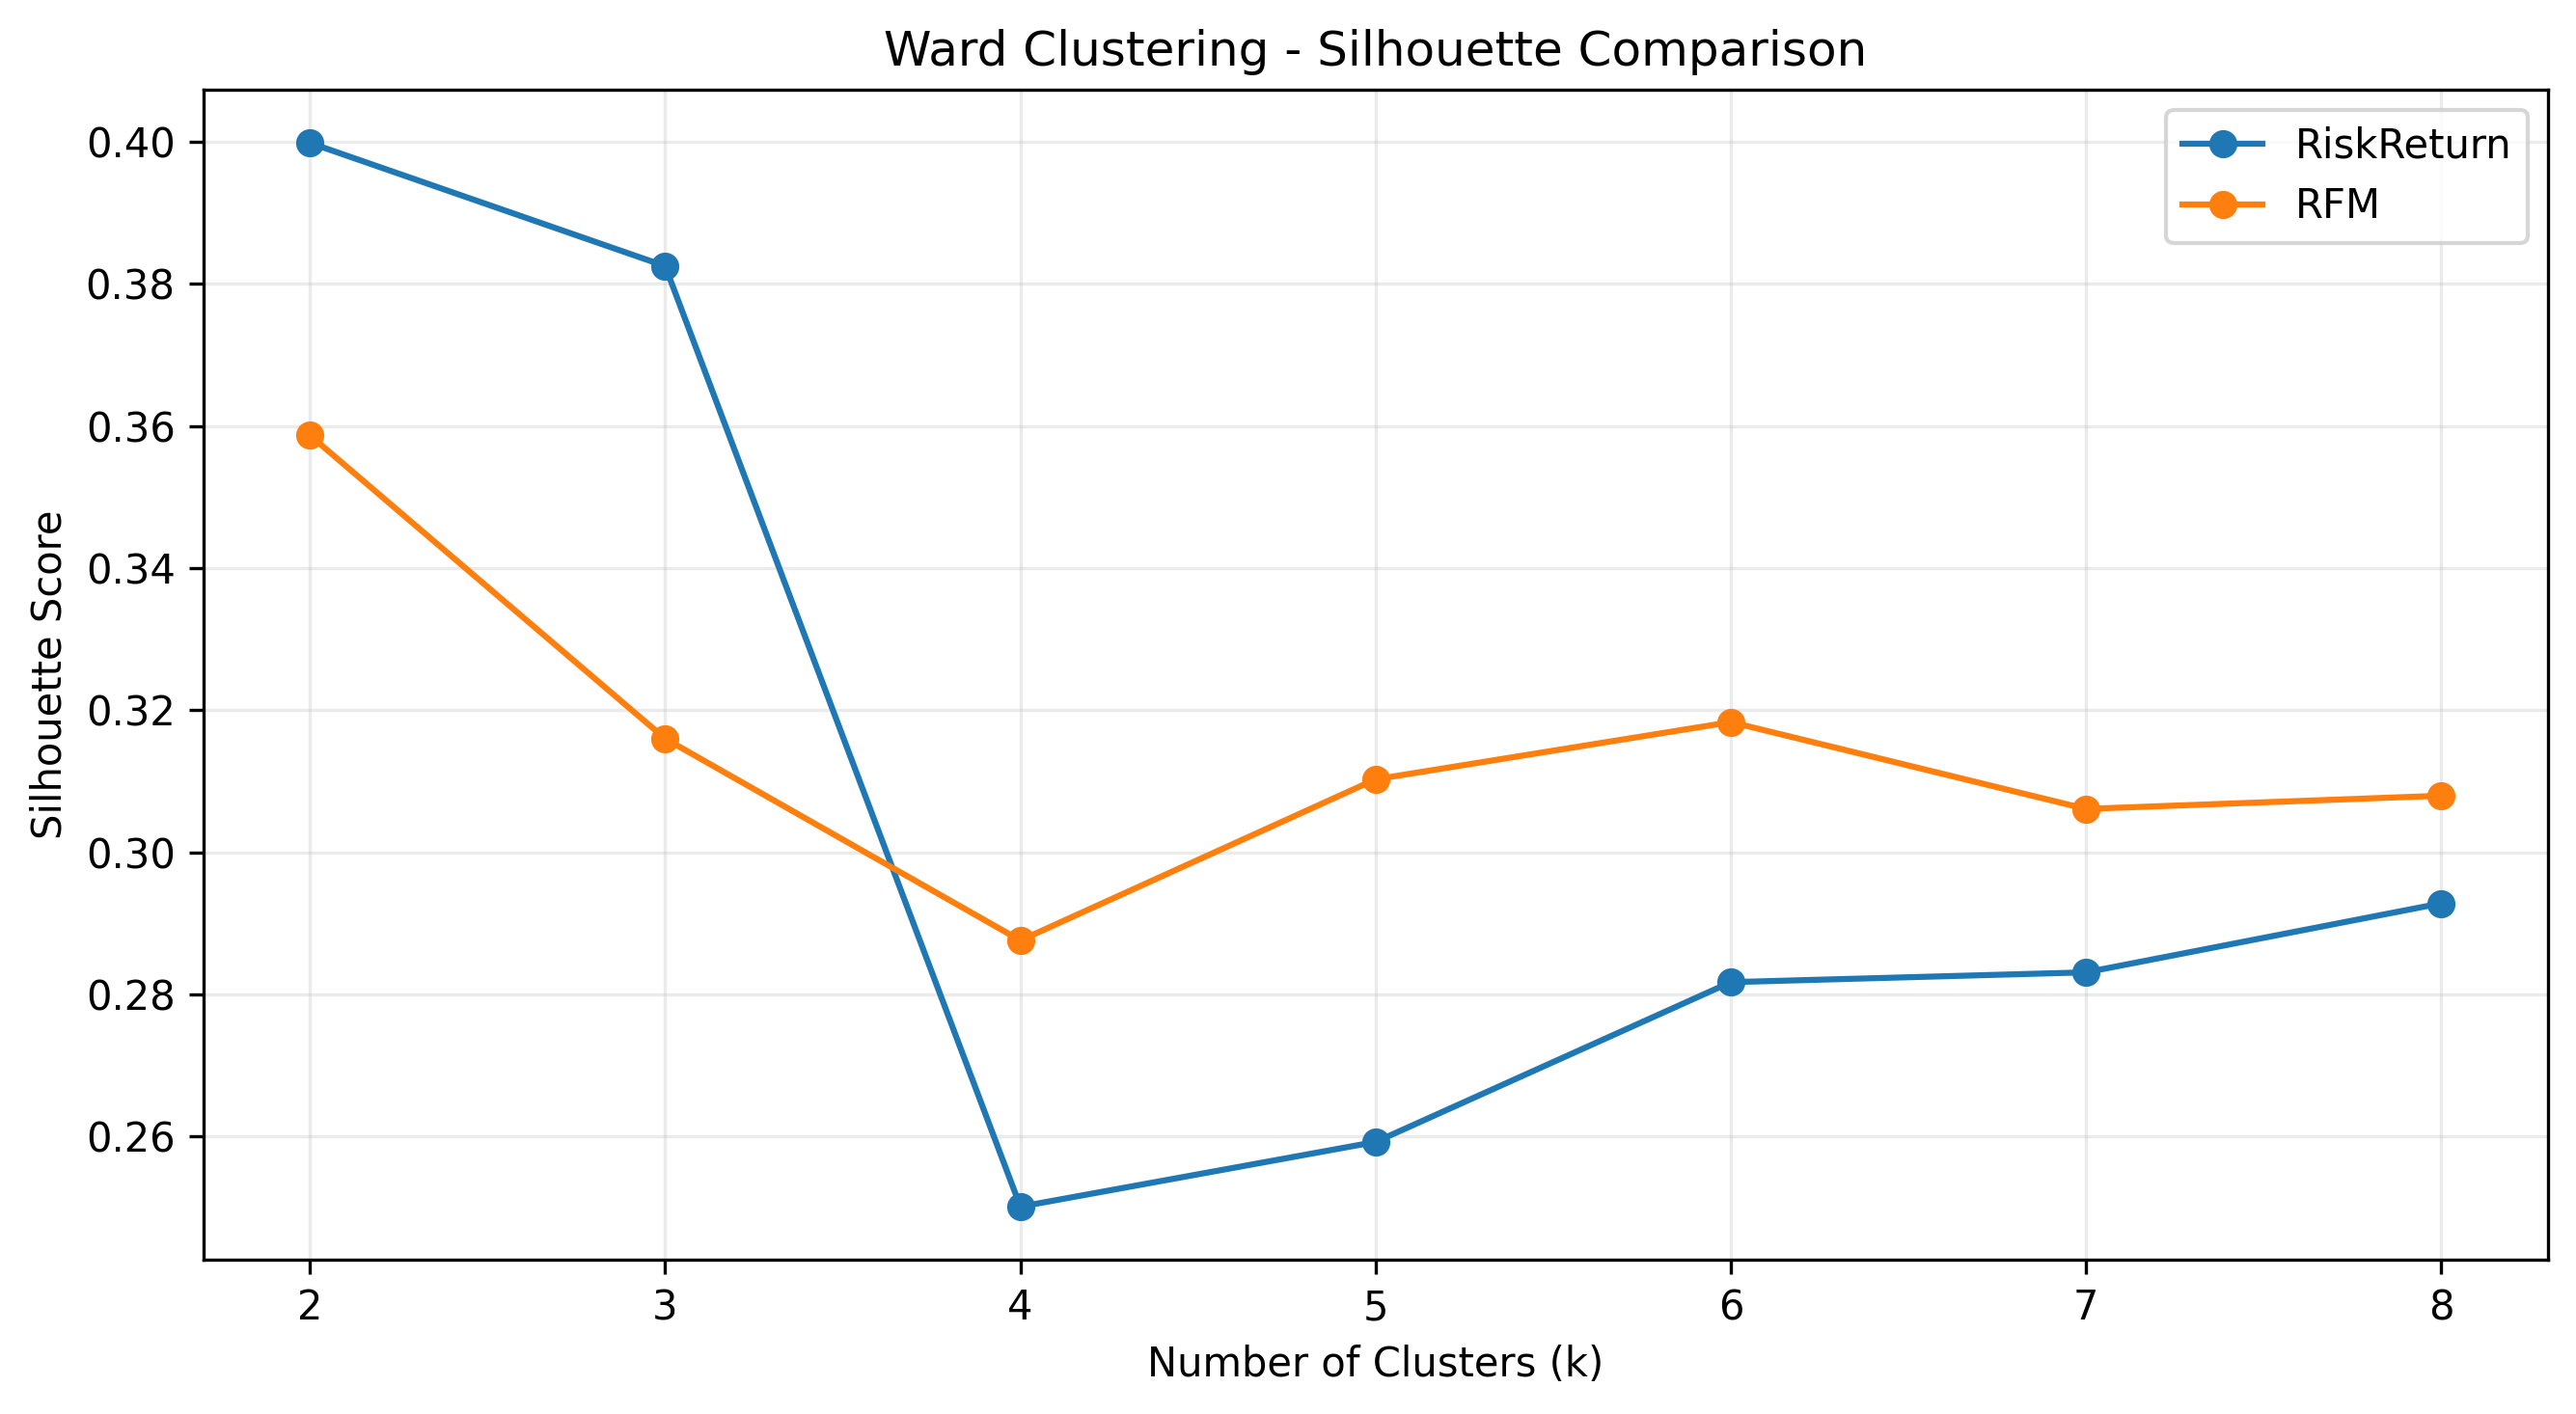 Ward Clustering - Silhouette Comparison
RiskReturn
RFM
Silhouette Score
0.40
0.38
0.36
0.34
0.32
0.30
0.28
0.26
2 3 4 5 6 7 8
Number of Clusters (k)